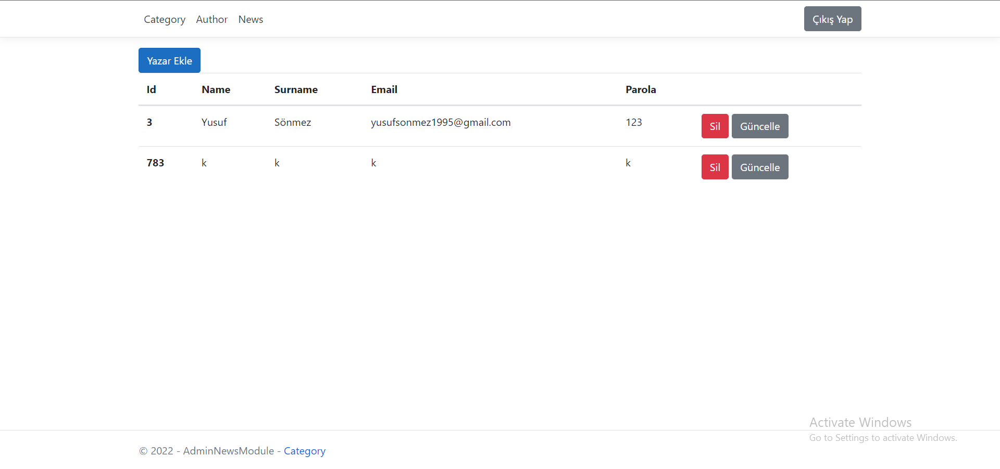 Category Author News Çıkış Yap
Yazar Ekle
Id Name Surname Email Parola
3 Yusuf Sönmez yusufsonmez1995@gmail.com 123 Sil Güncelle
783 k k k k Sil Güncelle
Activate Windows
Go to Settings to activate Windows.
© 2022 - AdminNewsModule - Category